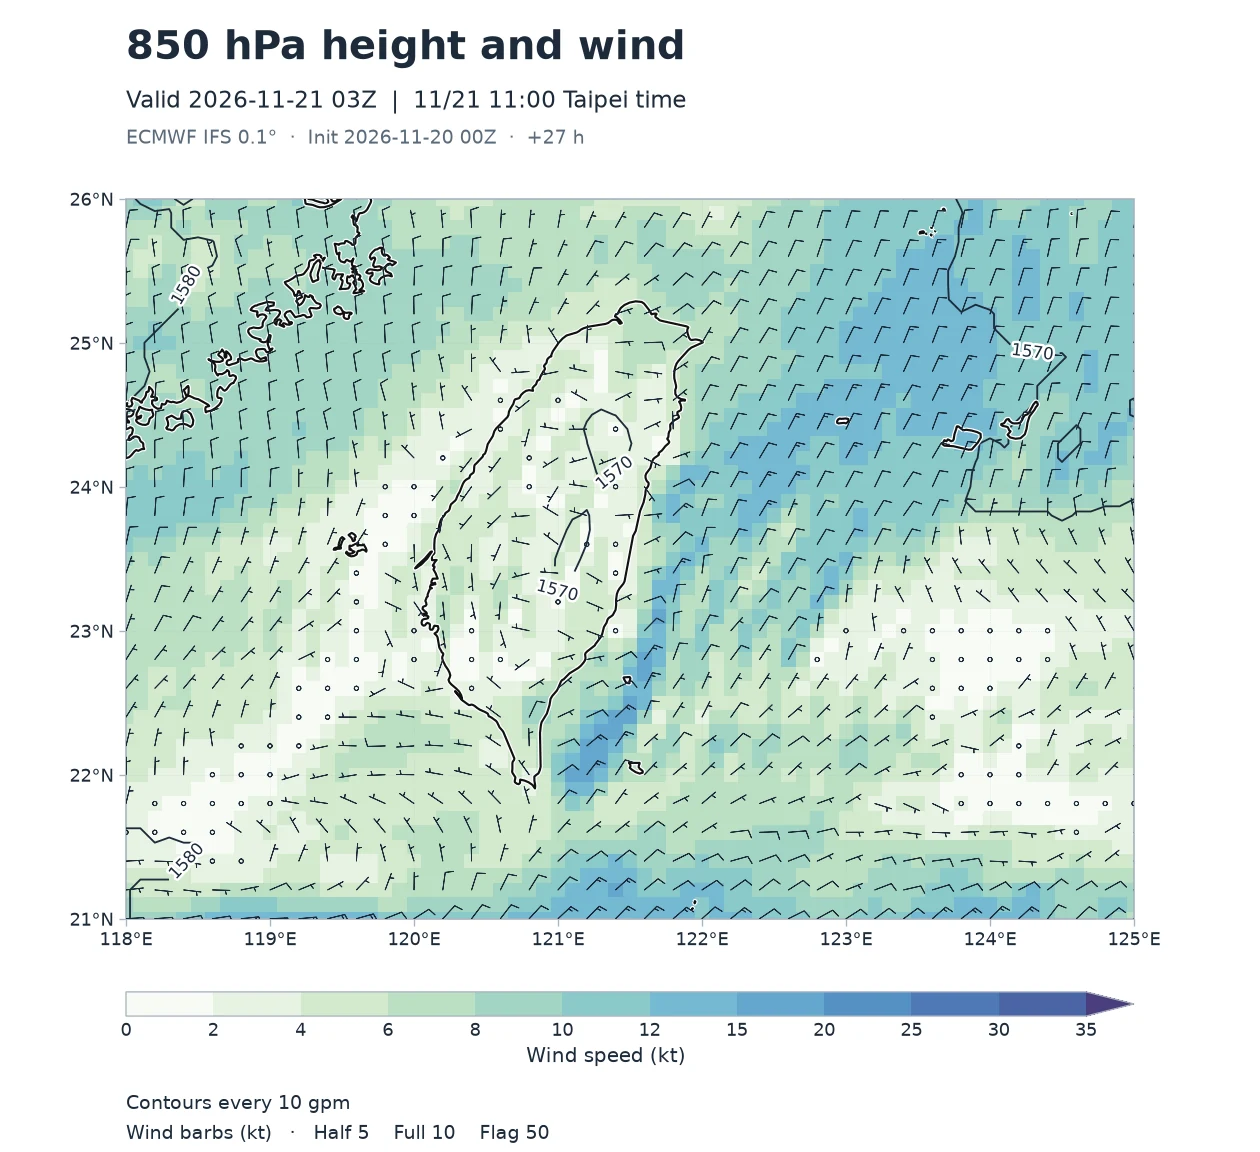 850 hPa height and wind
Valid 2026-11-21 03Z | 11/21 11:00 Taipei time
ECMWF IFS 0.1° · Init 2026-11-20 00Z · +27 h
26°N
25°N
24°N
23°N
22°N
21°N
1580
1570
1570
1570
1580
118°E 119°E 120°E 121°E 122°E 123°E 124°E 125°E
0 2 4 6 8 10 12 15 20 25 30 35
Wind speed (kt)
Contours every 10 gpm
Wind barbs (kt) · Half 5 Full 10 Flag 50